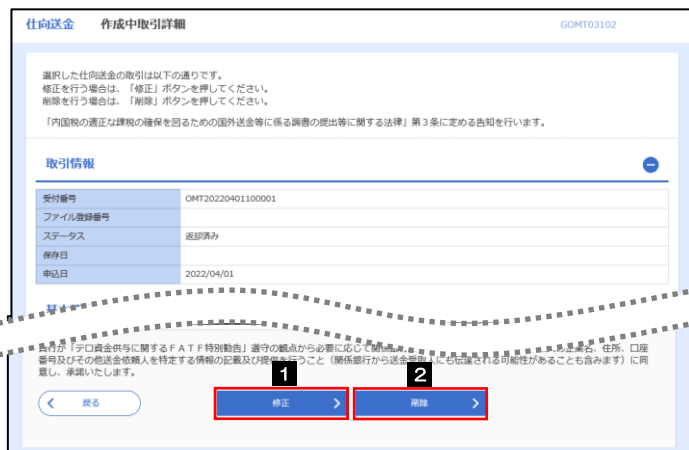 仕向送金 作成中取引詳細 GOMT03102
選択した仕向送金の取引は以下の通りです。
修正を行う場合は、「修正」ボタンを押してください。
削除を行う場合は、「削除」ボタンを押してください。
「内国税の適正な課税の確保を図るための国外送金等に係る調書の提出等に関する法律」第3条に定める告知を行います。
取引情報
受付番号 OMT20220401100001
ファイル登録番号
ステータス 返却済み
保存日
申込日 2022/04/01
貴行が「テロ資金供与に関するFATF特別勧告」遵守の観点から必要に応じて関係 企業名、住所、口座
番号及びその他送金依頼人を特定する情報の記載及び提供を行うこと（関係銀行から送金受取人にも伝達される可能性があることも含みます）に同
意し、承諾いたします。
1 2
戻る 修正 削除